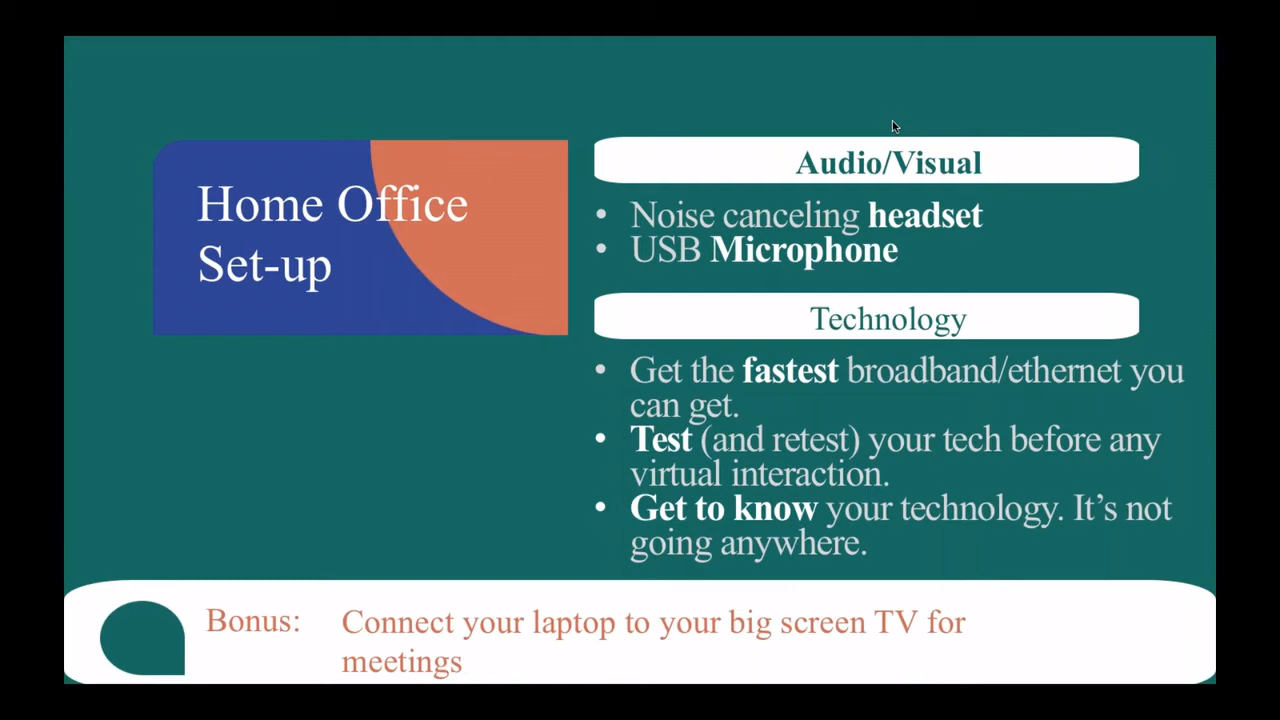 Home Office
Set-up
Audio/Visual
• Noise canceling headset
• USB Microphone
Technology
• Get the fastest broadband/ethernet you
can get.
• Test (and retest) your tech before any
virtual interaction.
• Get to know your technology. It’s not
going anywhere.
Bonus: Connect your laptop to your big screen TV for
meetings